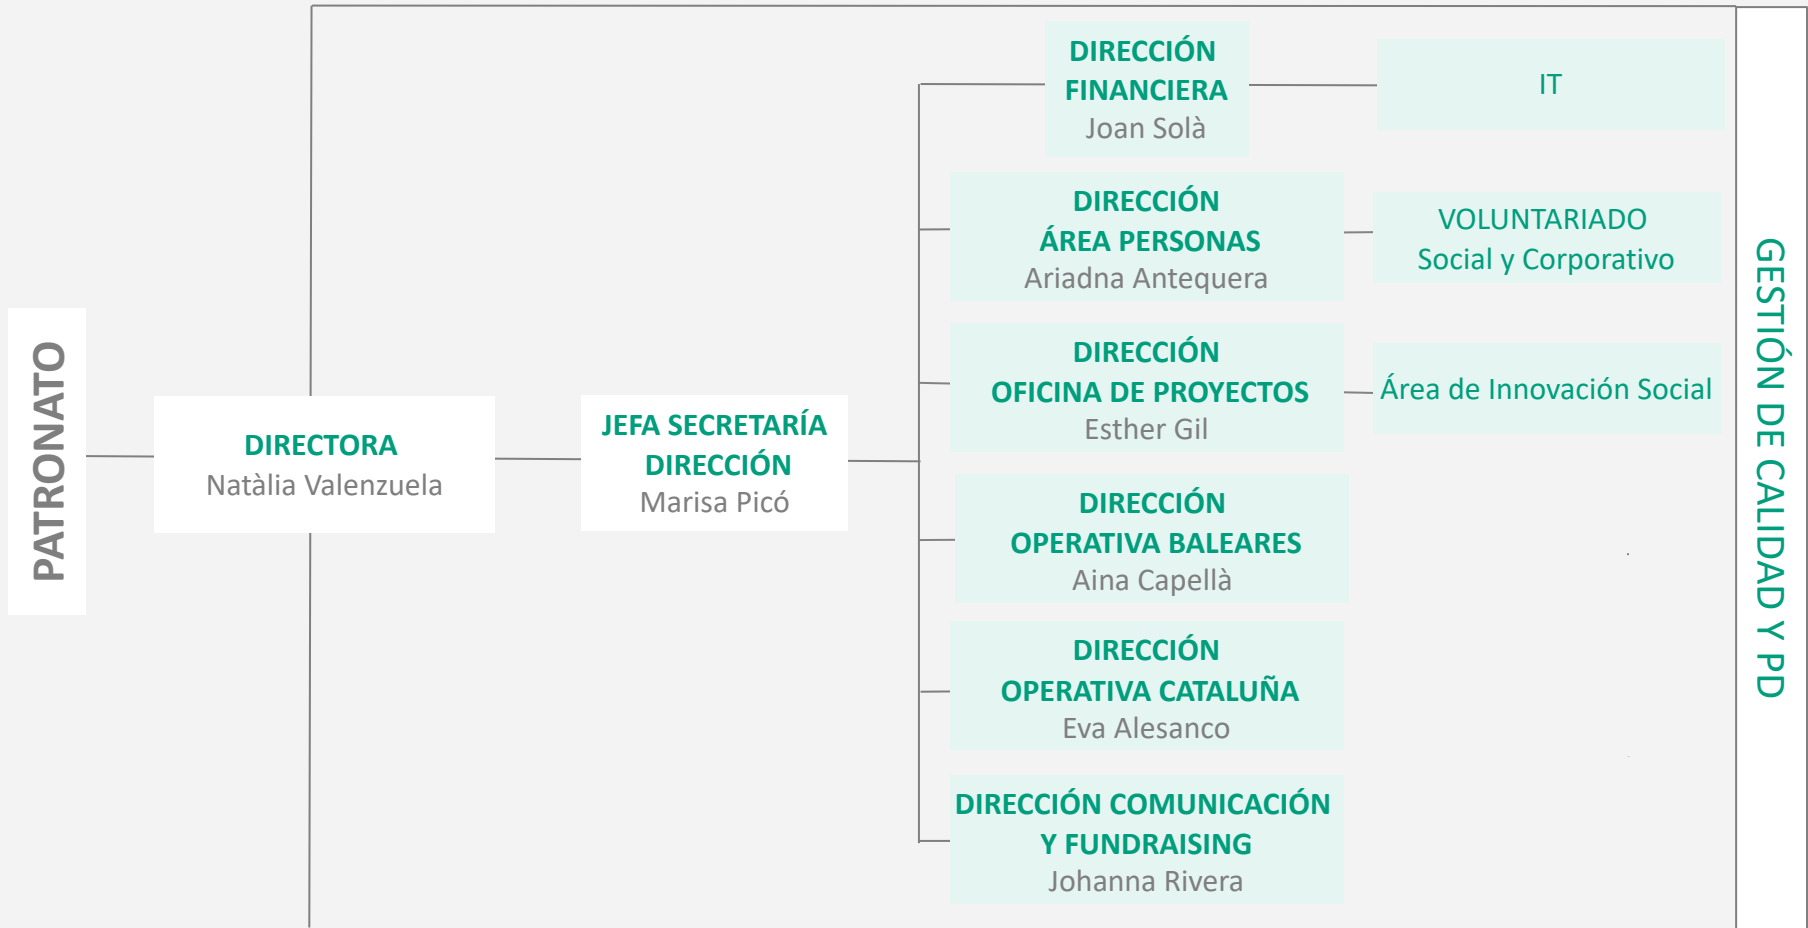 PATRONATO
DIRECTORA
Natàlia Valenzuela
JEFA SECRETARÍA
DIRECCIÓN
Marisa Picó
DIRECCIÓN
FINANCIERA
Joan Solà
IT
DIRECCIÓN
ÁREA PERSONAS
Ariadna Antequera
VOLUNTARIADO
Social y Corporativo
DIRECCIÓN
OFICINA DE PROYECTOS
Esther Gil
Área de Innovación Social
DIRECCIÓN
OPERATIVA BALEARES
Aina Capellà
DIRECCIÓN
OPERATIVA CATALUÑA
Eva Alesanco
DIRECCIÓN COMUNICACIÓN
Y FUNDRAISING
Johanna Rivera
GESTIÓN DE CALIDAD Y PD